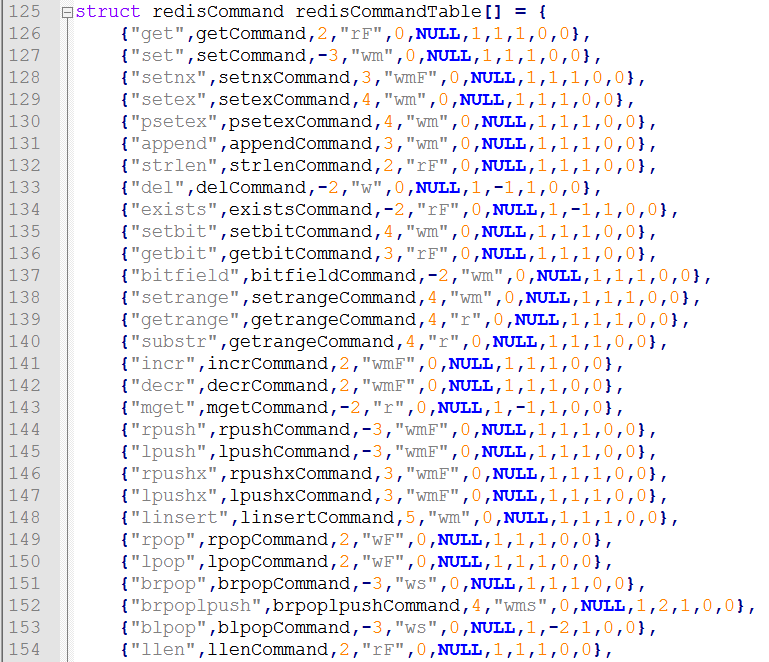 125 struct redisCommand redisCommandTable[] = {
126 {"get",getCommand,2,"rF",0,NULL,1,1,1,0,0},
127 {"set",setCommand,-3,"wm",0,NULL,1,1,1,0,0},
128 {"setnx",setnxCommand,3,"wmF",0,NULL,1,1,1,0,0},
129 {"setex",setexCommand,4,"wm",0,NULL,1,1,1,0,0},
130 {"psetex",psetexCommand,4,"wm",0,NULL,1,1,1,0,0},
131 {"append",appendCommand,3,"wm",0,NULL,1,1,1,0,0},
132 {"strlen",strlenCommand,2,"rF",0,NULL,1,1,1,0,0},
133 {"del",delCommand,-2,"w",0,NULL,1,-1,1,0,0},
134 {"exists",existsCommand,-2,"rF",0,NULL,1,-1,1,0,0},
135 {"setbit",setbitCommand,4,"wm",0,NULL,1,1,1,0,0},
136 {"getbit",getbitCommand,3,"rF",0,NULL,1,1,1,0,0},
137 {"bitfield",bitfieldCommand,-2,"wm",0,NULL,1,1,1,0,0},
138 {"setrange",setrangeCommand,4,"wm",0,NULL,1,1,1,0,0},
139 {"getrange",getrangeCommand,4,"r",0,NULL,1,1,1,0,0},
140 {"substr",getrangeCommand,4,"r",0,NULL,1,1,1,0,0},
141 {"incr",incrCommand,2,"wmF",0,NULL,1,1,1,0,0},
142 {"decr",decrCommand,2,"wmF",0,NULL,1,1,1,0,0},
143 {"mget",mgetCommand,-2,"r",0,NULL,1,-1,1,0,0},
144 {"rpush",rpushCommand,-3,"wmF",0,NULL,1,1,1,0,0},
145 {"lpush",lpushCommand,-3,"wmF",0,NULL,1,1,1,0,0},
146 {"rpushx",rpushxCommand,3,"wmF",0,NULL,1,1,1,0,0},
147 {"lpushx",lpushxCommand,3,"wmF",0,NULL,1,1,1,0,0},
148 {"linsert",linsertCommand,5,"wm",0,NULL,1,1,1,0,0},
149 {"rpop",rpopCommand,2,"wF",0,NULL,1,1,1,0,0},
150 {"lpop",lpopCommand,2,"wF",0,NULL,1,1,1,0,0},
151 {"brpop",brpopCommand,-3,"ws",0,NULL,1,1,1,0,0},
152 {"brpoplpush",brpoplpushCommand,4,"wms",0,NULL,1,2,1,0,0},
153 {"blpop",blpopCommand,-3,"ws",0,NULL,1,-2,1,0,0},
154 {"llen",llenCommand,2,"rF",0,NULL,1,1,1,0,0},